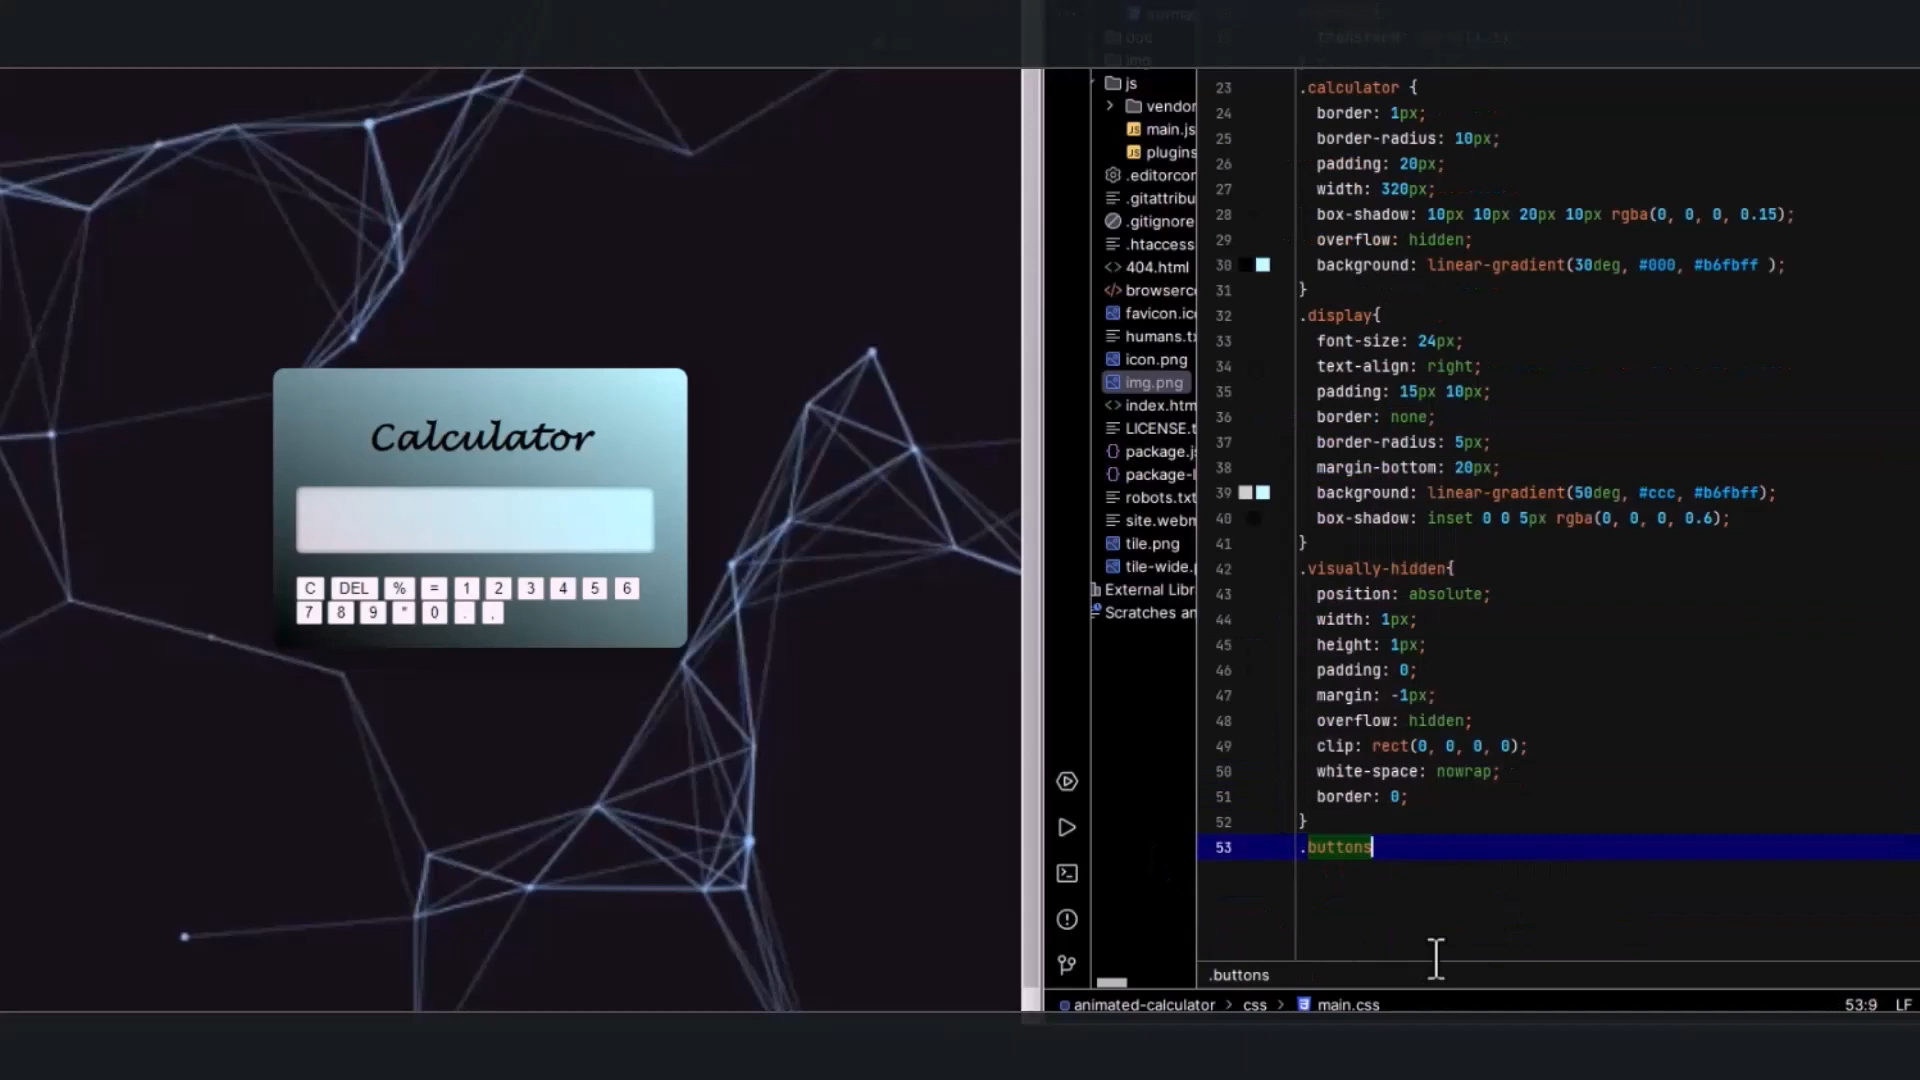 Calculator
C DEL % = 1 2 3 4 5 6
7 8 9 * 0 . ,
js
vendor
main.js
plugins
.editorcon
.gitattribu
.gitignore
.htaccess
404.html
browserc
favicon.ic
humans.t
icon.png
img.png
index.htm
LICENSE.t
package.j
package-l
robots.txt
site.webm
tile.png
tile-wide.
External Libr
Scratches an
23 .calculator {
24 border: 1px;
25 border-radius: 10px;
26 padding: 20px;
27 width: 320px;
28 box-shadow: 10px 10px 20px 10px rgba(0, 0, 0, 0.15);
29 overflow: hidden;
30 background: linear-gradient(30deg, #000, #b6fbff );
31 }
32 .display{
33 font-size: 24px;
34 text-align: right;
35 padding: 15px 10px;
36 border: none;
37 border-radius: 5px;
38 margin-bottom: 20px;
39 background: linear-gradient(50deg, #ccc, #b6fbff);
40 box-shadow: inset 0 0 5px rgba(0, 0, 0, 0.6);
41 }
42 .visually-hidden{
43 position: absolute;
44 width: 1px;
45 height: 1px;
46 padding: 0;
47 margin: -1px;
48 overflow: hidden;
49 clip: rect(0, 0, 0, 0);
50 white-space: nowrap;
51 border: 0;
52 }
53 .buttons
.buttons
animated-calculator > css > main.css
53:9 LF